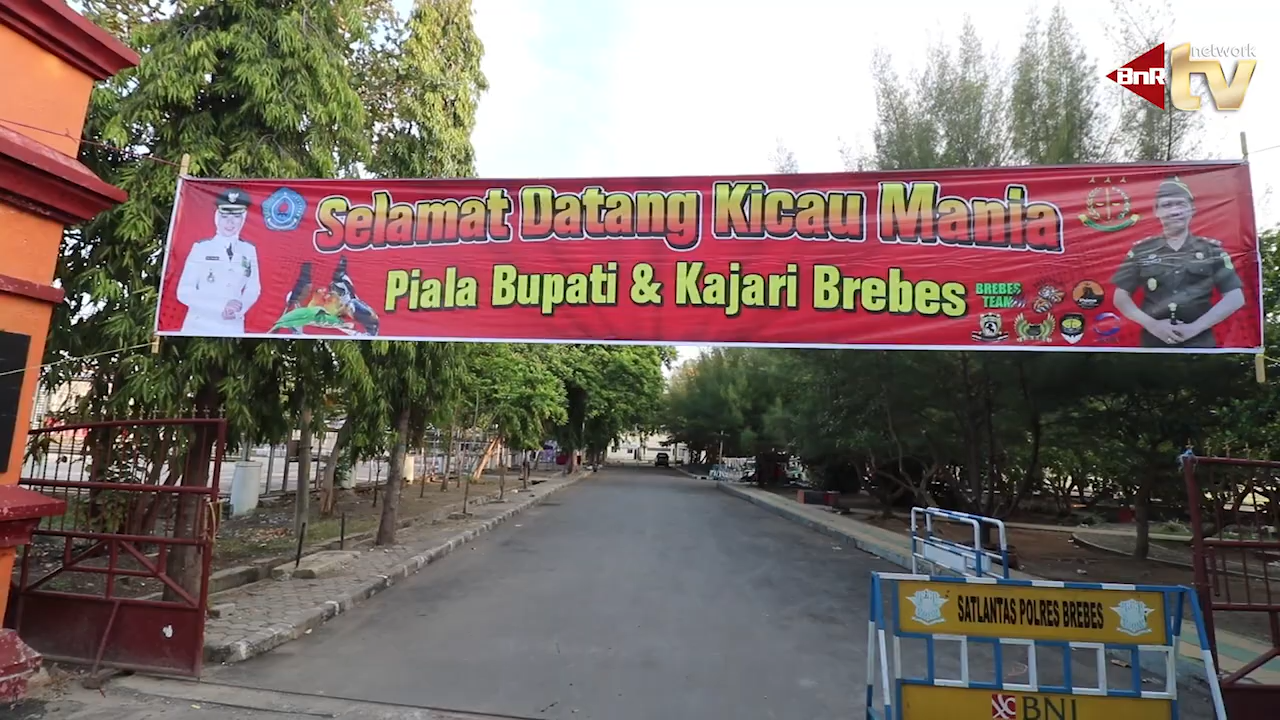 BnR tv network
Selamat Datang Kicau Mania
Piala Bupati & Kajari Brebes
BREBES
TEAM
SATLANTAS POLRES BREBES
BNI